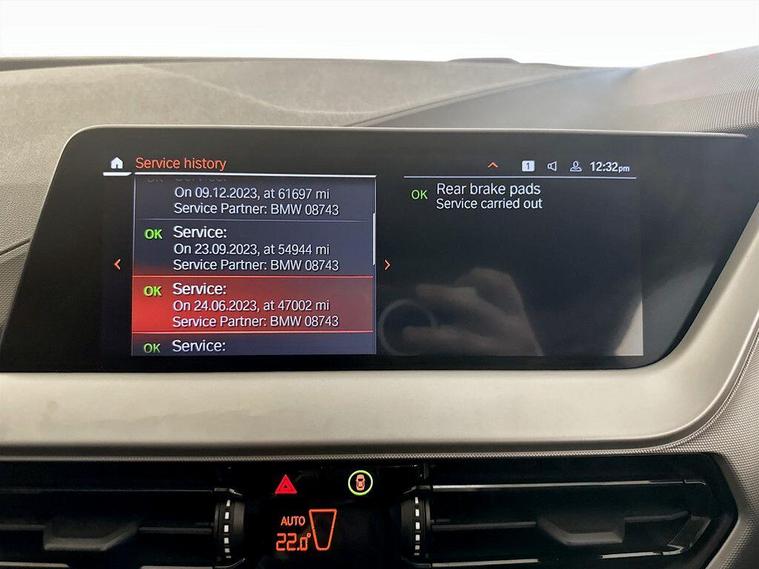 Service history
1
12:32pm
OK Service:
On 09.12.2023, at 61697 mi
Service Partner: BMW 08743
OK Service:
On 23.09.2023, at 54944 mi
Service Partner: BMW 08743
OK Service:
On 24.06.2023, at 47002 mi
Service Partner: BMW 08743
OK Service:
OK Rear brake pads
Service carried out
AUTO
22.0°